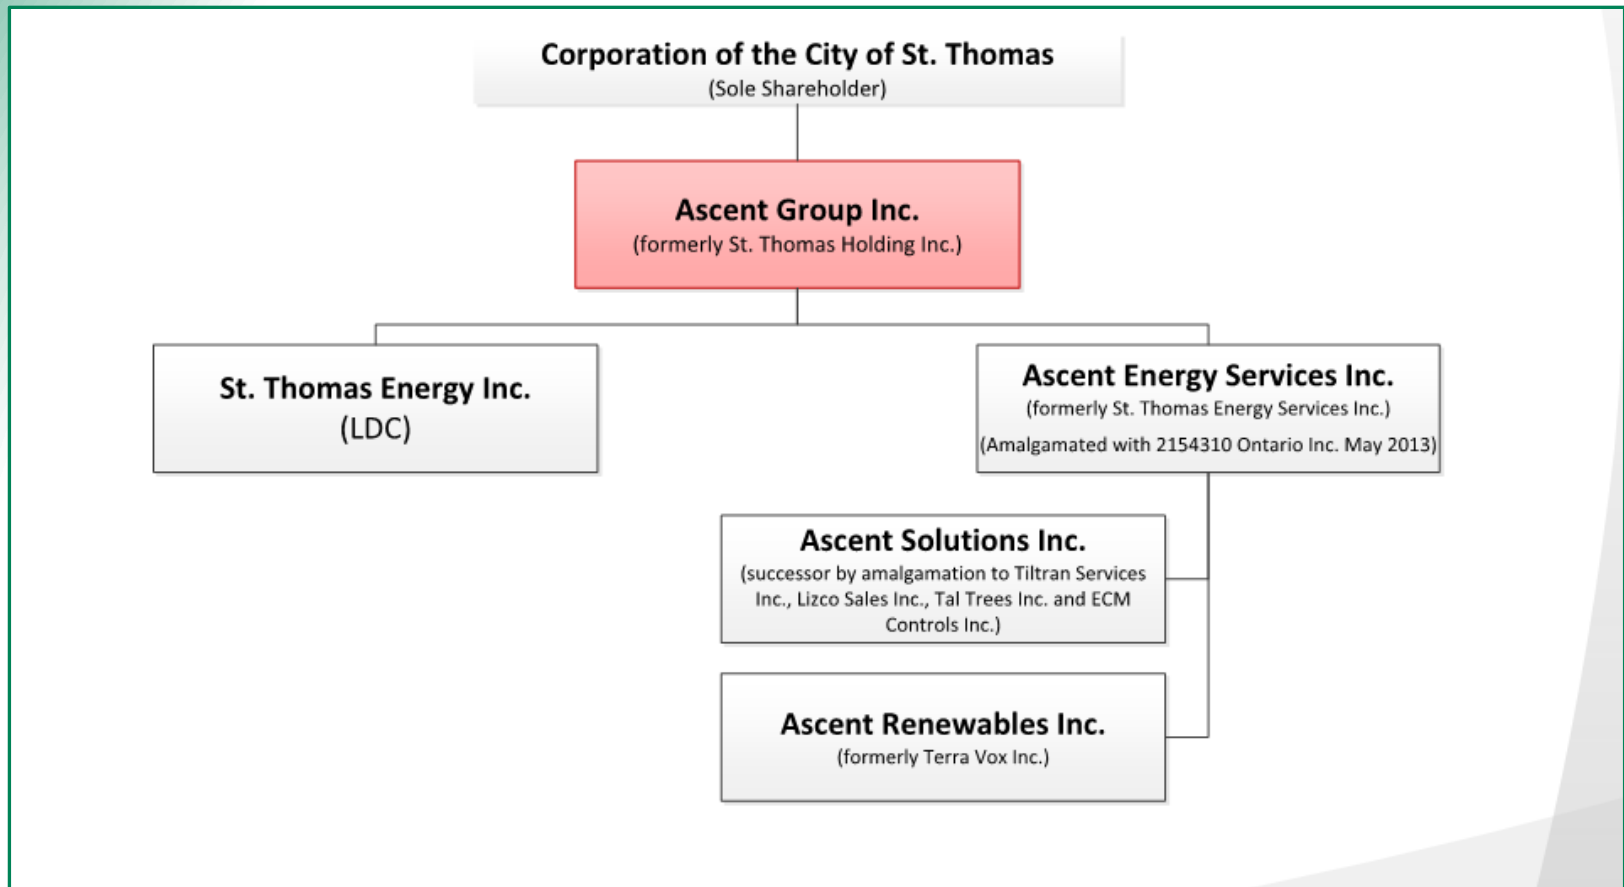 Corporation of the City of St. Thomas
(Sole Shareholder)
Ascent Group Inc.
(formerly St. Thomas Holding Inc.)
St. Thomas Energy Inc.
(LDC)
Ascent Energy Services Inc.
(formerly St. Thomas Energy Services Inc.)
(Amalgamated with 2154310 Ontario Inc. May 2013)
Ascent Solutions Inc.
(successor by amalgamation to Tiltran Services
Inc., Lizco Sales Inc., Tal Trees Inc. and ECM
Controls Inc.)
Ascent Renewables Inc.
(formerly Terra Vox Inc.)